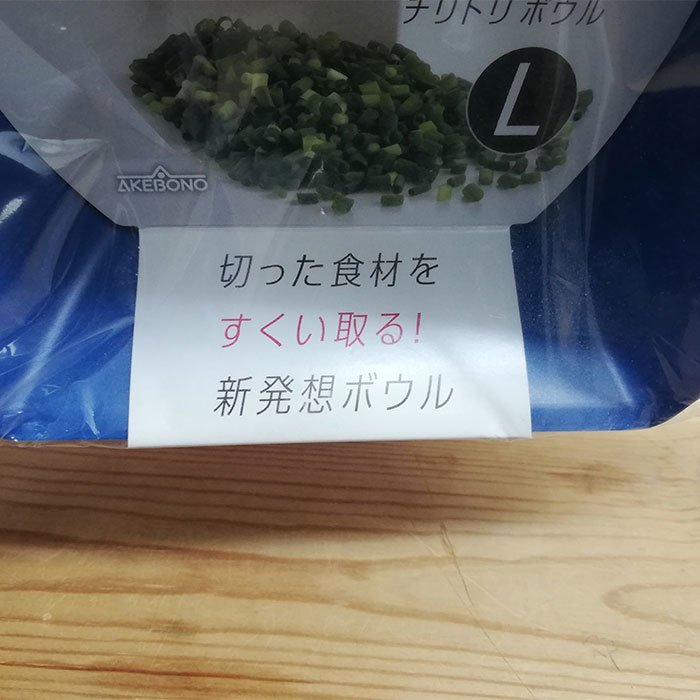 チリトリ ボウル
L
AKEBONO
切った食材を
すくい取る!
新発想ボウル